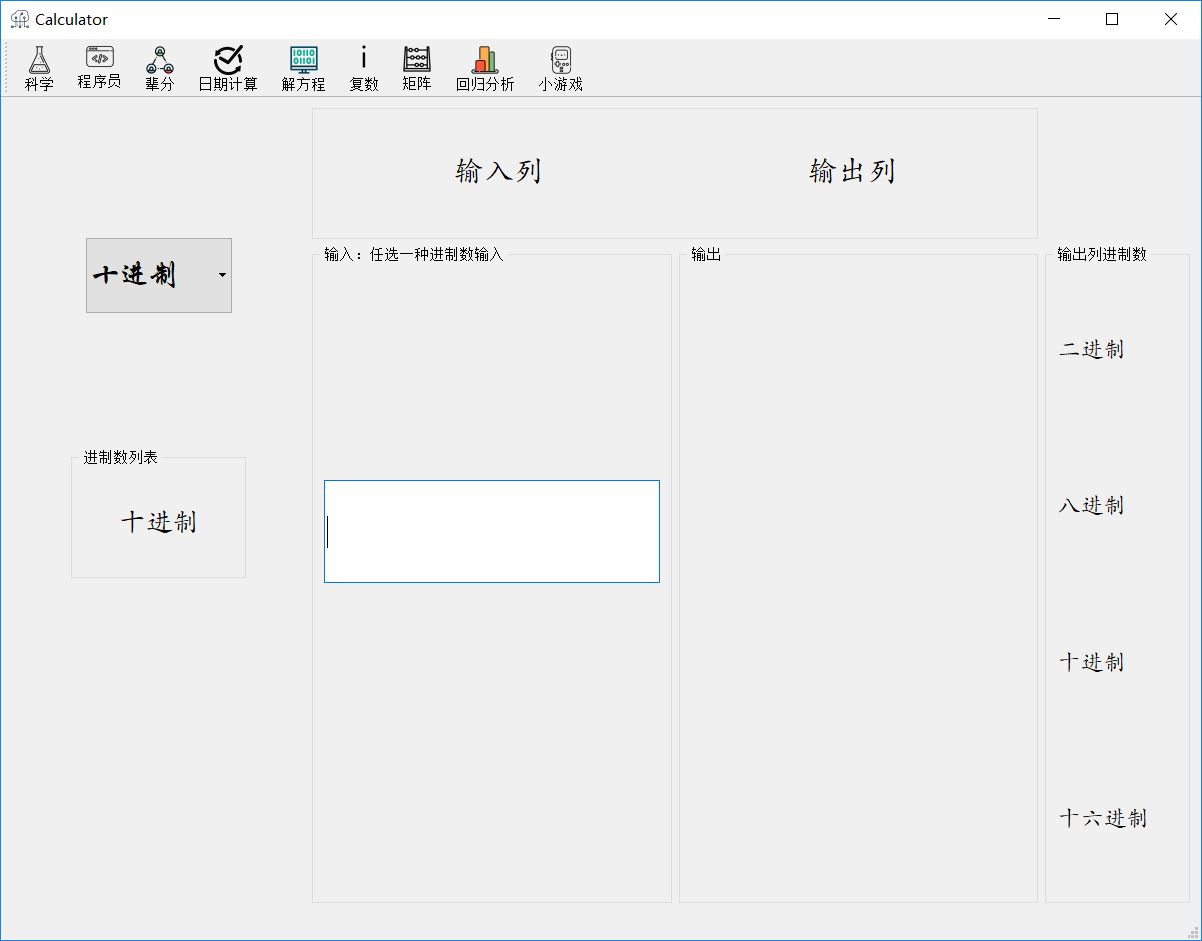 Calculator
科学 程序员 辈分 日期计算 解方程 复数 矩阵 回归分析 小游戏
输入列 输出列
十进制
进制数列表
十进制
输入：任选一种进制数输入
输出
输出列进制数
二进制
八进制
十进制
十六进制